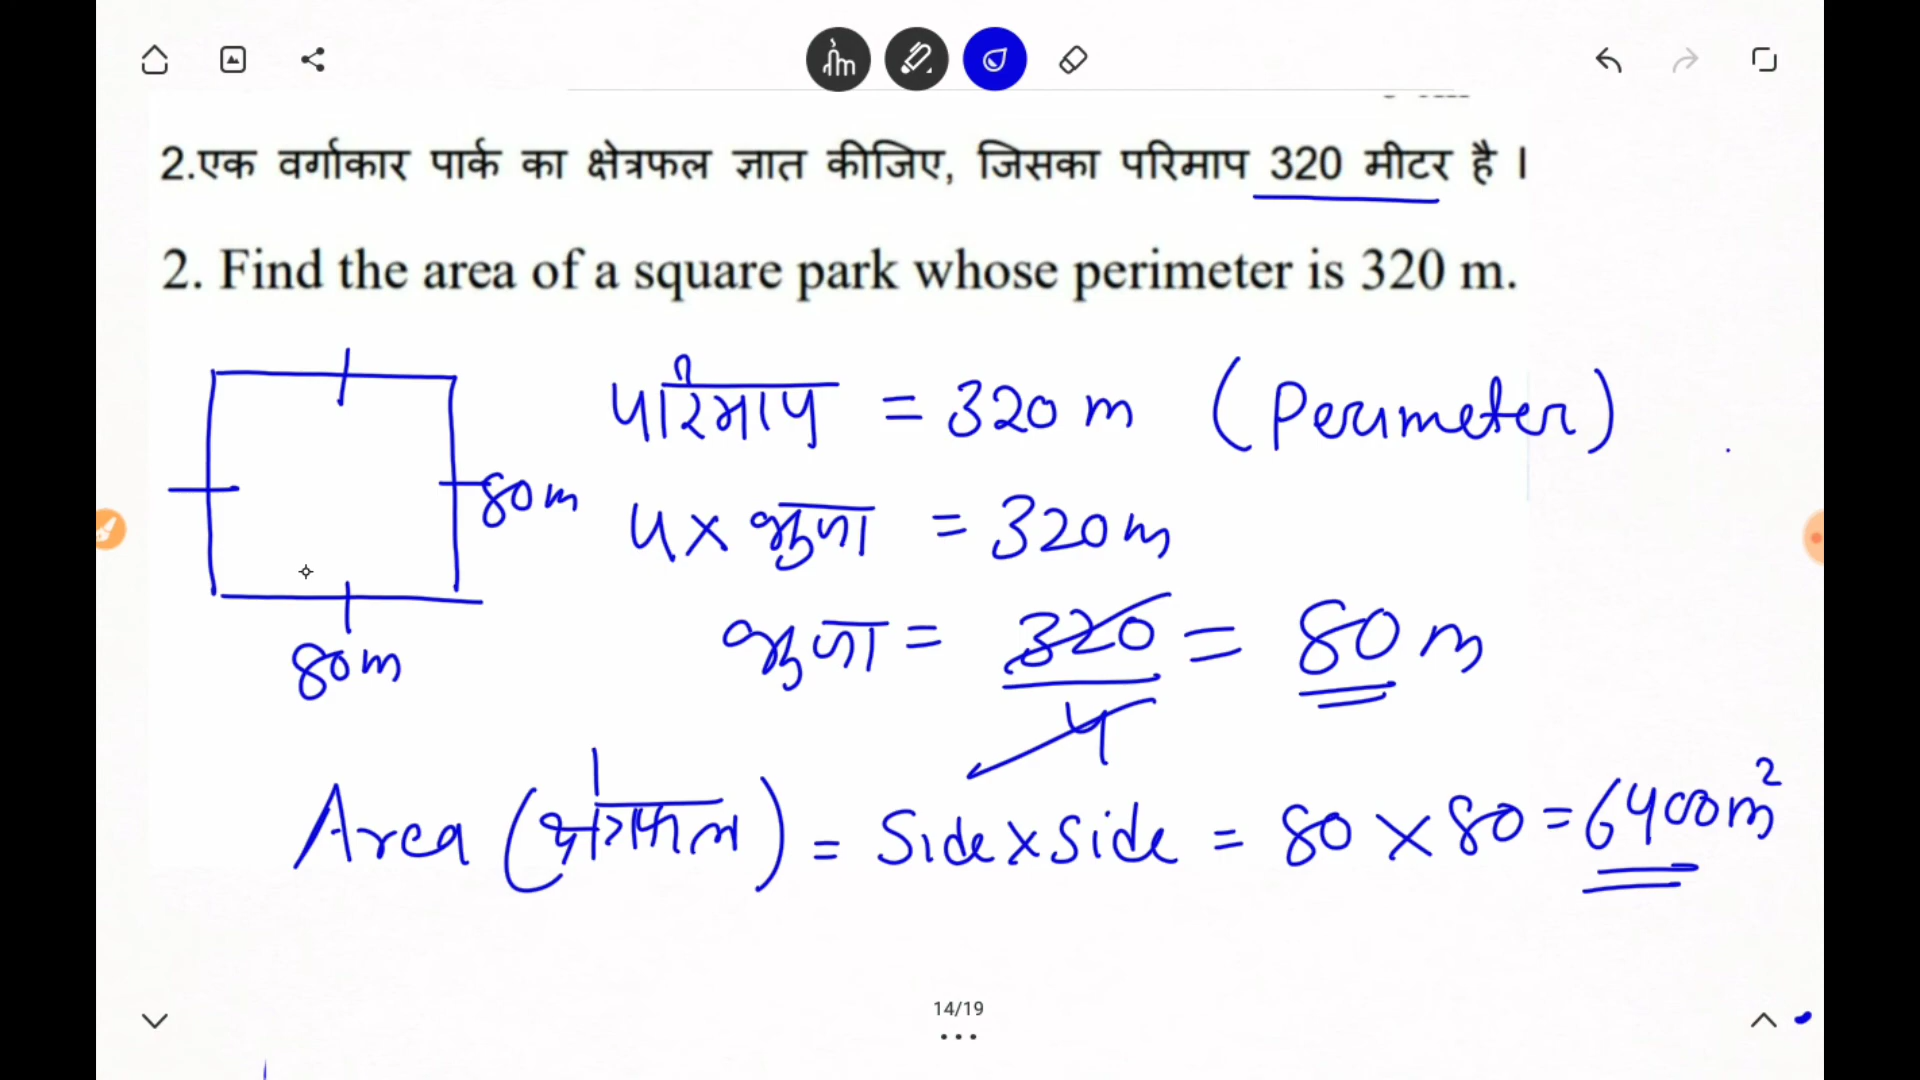 2.एक वर्गाकार पार्क का क्षेत्रफल ज्ञात कीजिए, जिसका परिमाप 320 मीटर है ।
2. Find the area of a square park whose perimeter is 320 m.
परिमाप = 320 m (Perimeter)
80m
4 x भुजा = 320m
भुजा = 320/4 = 80 m
80m
Area (क्षेत्रफल) = Side x Side = 80 x 80 = 6400m²
14/19